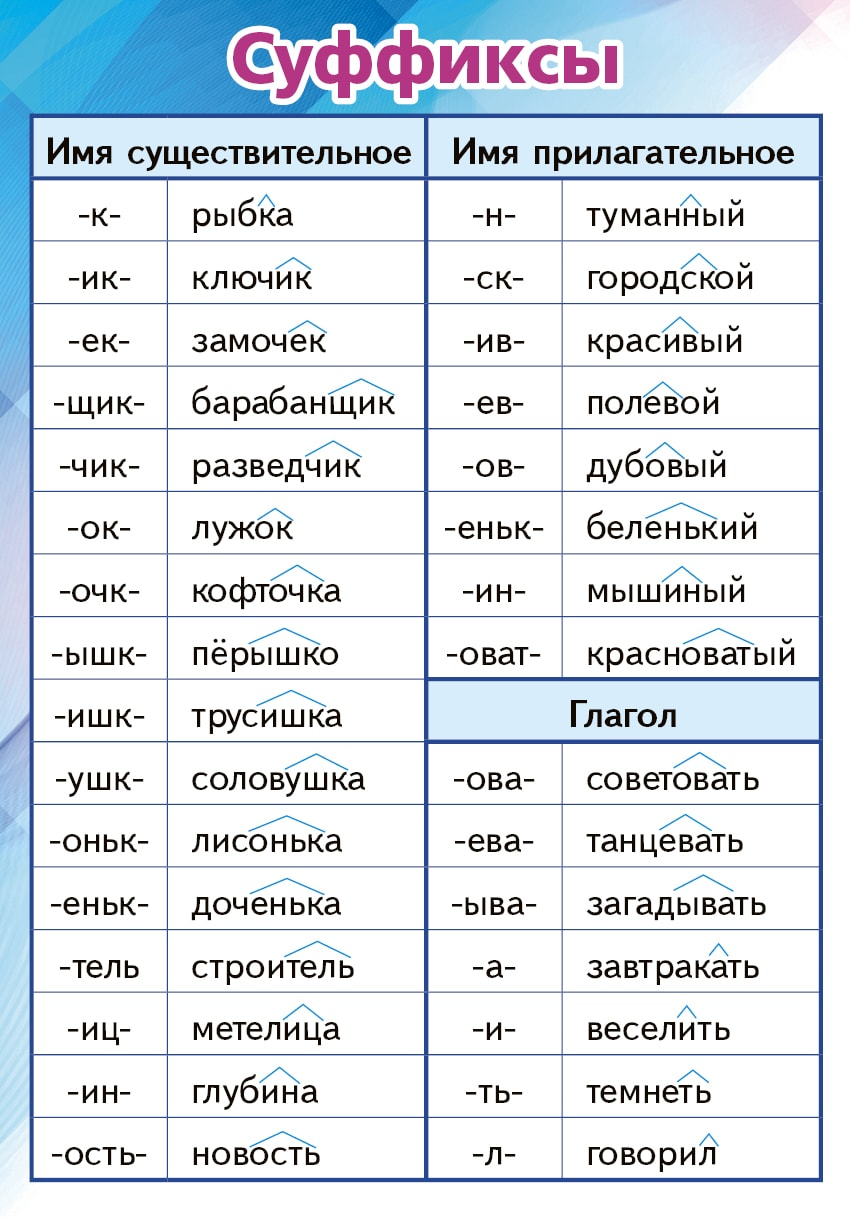 Суффиксы
Имя существительное Имя прилагательное
-к- рыбка -н- туманный
-ик- ключик -ск- городской
-ек- замочек -ив- красивый
-щик- барабанщик -ев- полевой
-чик- разведчик -ов- дубовый
-ок- лужок -еньк- беленький
-очк- кофточка -ин- мышиный
-ышк- пёрышко -оват- красноватый
-ишк- трусишка Глагол
-ушк- соловушка -ова- советовать
-оньк- лисонька -ева- танцевать
-еньк- доченька -ыва- загадывать
-тель строитель -а- завтракать
-иц- метелица -и- веселить
-ин- глубина -ть- темнеть
-ость- новость -л- говорил